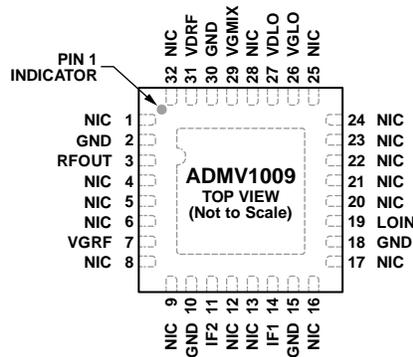 PIN 1
INDICATOR
32 NIC
31 VDRF
30 GND
29 VGMIX
28 NIC
27 VDLO
26 VGLO
25 NIC
NIC 1
GND 2
RFOUT 3
NIC 4
NIC 5
NIC 6
VGRF 7
NIC 8
ADMV1009
TOP VIEW
(Not to Scale)
24 NIC
23 NIC
22 NIC
21 NIC
20 NIC
19 LOIN
18 GND
17 NIC
NIC 9
GND 10
IF2 11
NIC 12
NIC 13
IF1 14
GND 15
NIC 16